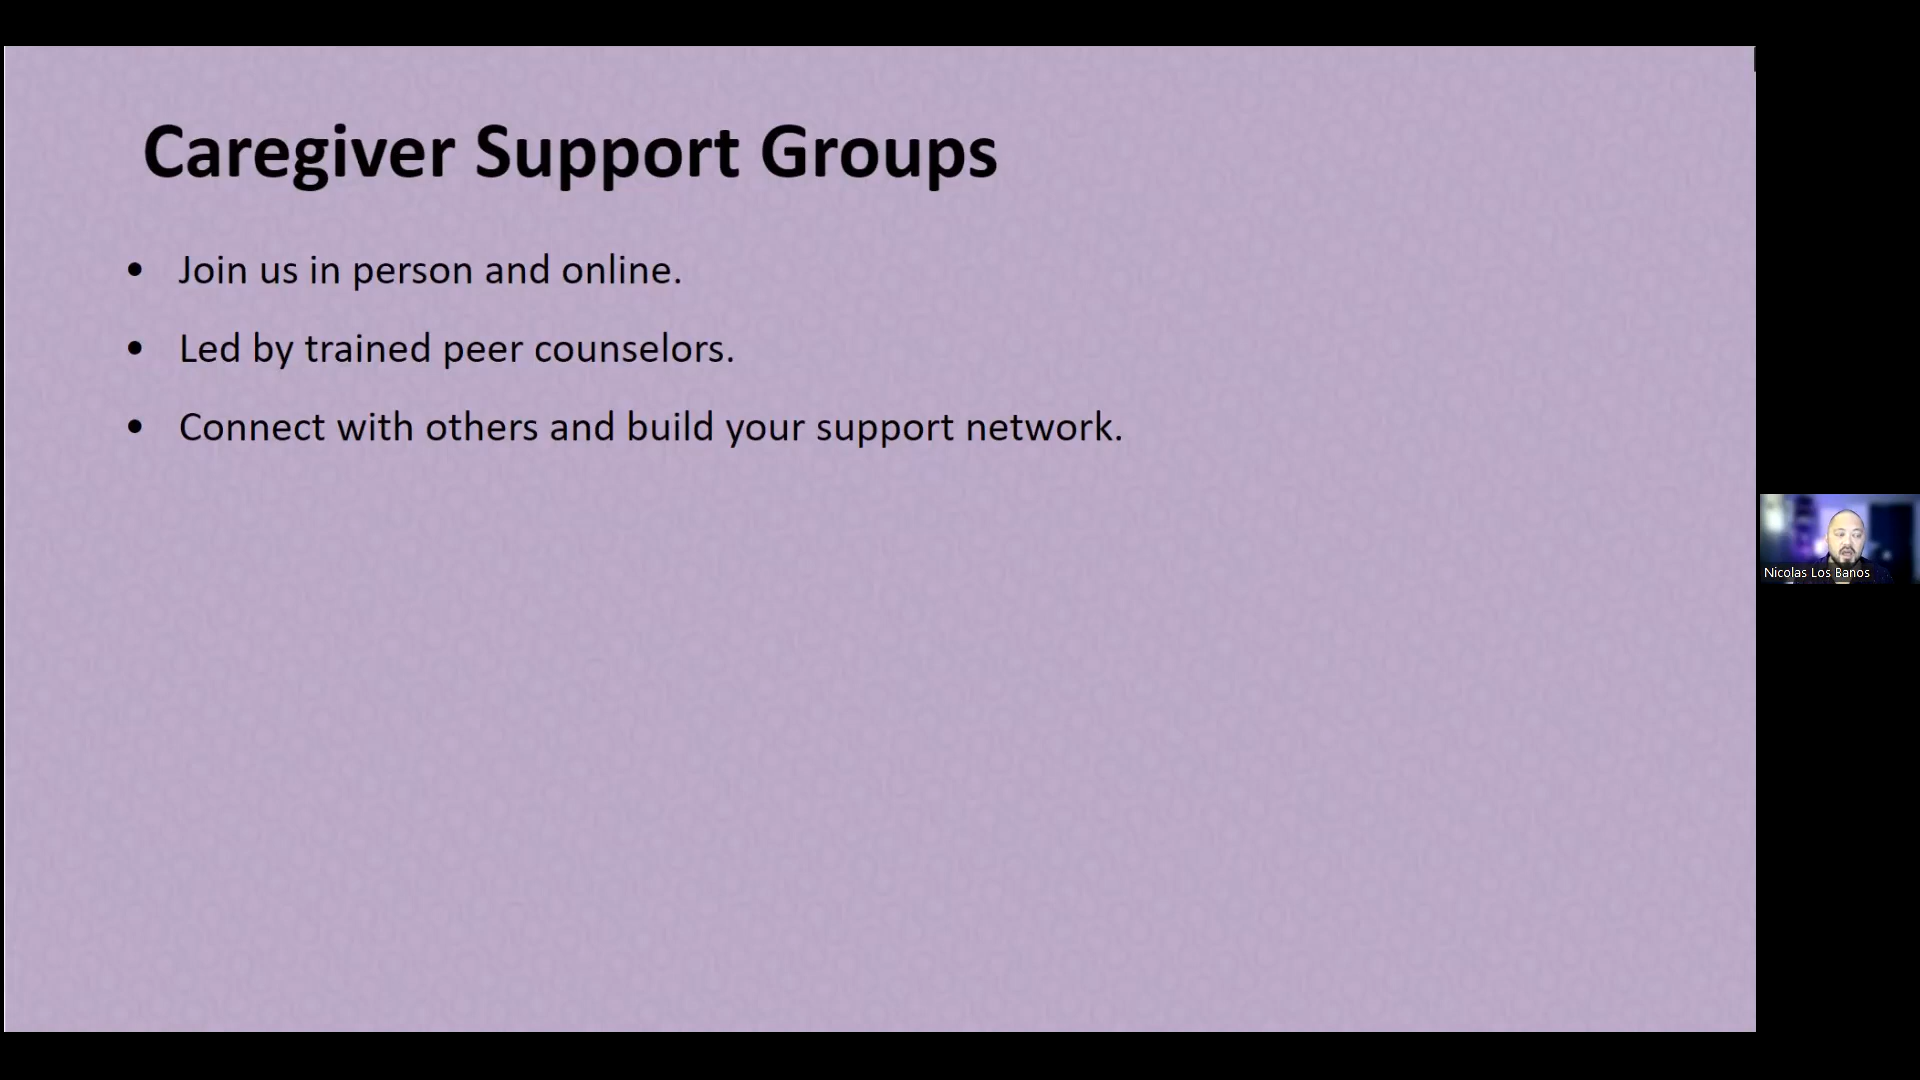 Caregiver Support Groups
• Join us in person and online.
• Led by trained peer counselors.
• Connect with others and build your support network.
Nicolas Los Banos